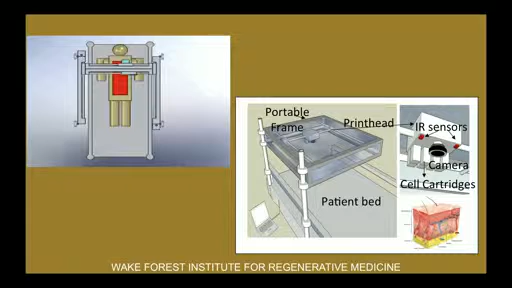 Portable
Frame
Printhead
IR sensors
Camera
Cell Cartridges
Patient bed
WAKE FOREST INSTITUTE FOR REGENERATIVE MEDICINE